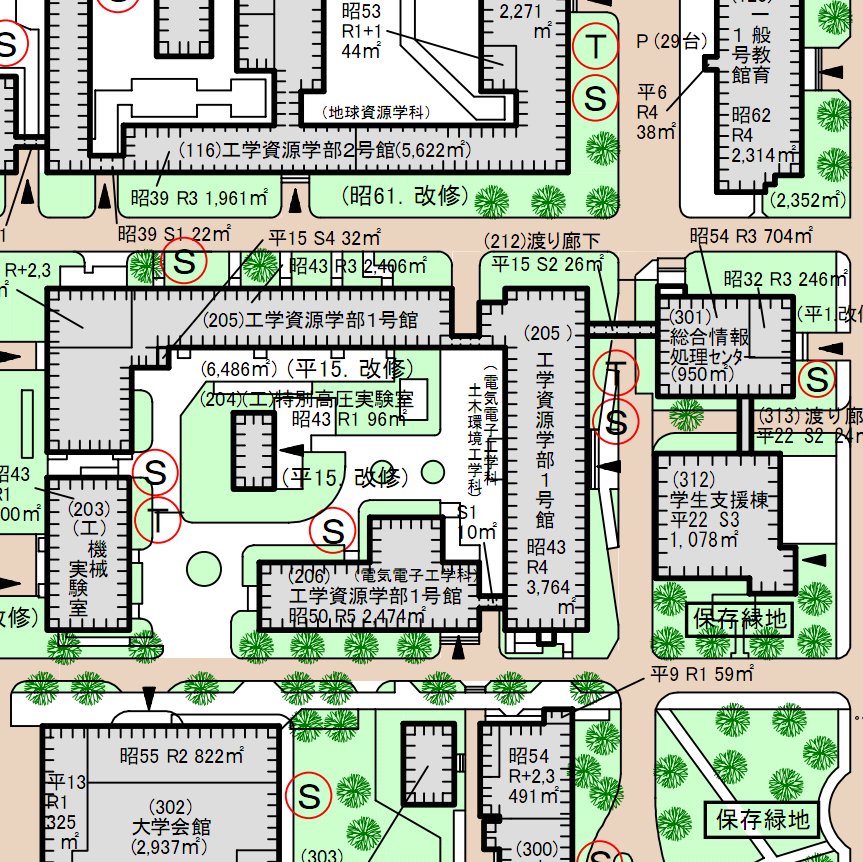 昭53
R1+1
44㎡
2,271
㎡
T
S
S
P (29台)
平6
R4
38㎡
一般教育
1号館
昭62
R4
2,314㎡
(2,352㎡)
(地球資源学科)
(116)工学資源学部2号館(5,622㎡)
昭39 R3 1,961㎡
(昭61. 改修)
昭39 S1 22㎡
平15 S4 32㎡
(212)渡り廊下
平15 S2 26㎡
昭54 R3 704㎡
昭32 R3 246㎡
R+2,3
S
昭43 R3 2,406㎡
(205)工学資源学部1号館
(6,486㎡)(平15. 改修)
(204)(工)特別高圧実験室
昭43 R1 96㎡
(平15. 改修)
(205)
工学資源学部1号館
昭43
R4
3,764
㎡
(電気電子工学科
土木環境工学科)
S1
10㎡
(301)
総合情報
処理センター
(950㎡)
(平1.改修
T
S
S
(313)渡り廊
平22 S2 24㎡
(312)
学生支援棟
平22 S3
1,078㎡
保存緑地
昭43
R1
00㎡
(203)
(工)
機械
実験室
S
T
S
改修)
(206)
(電気電子工学科)
工学資源学部1号館
昭50 R5 2,474㎡
平9 R1 59㎡
昭55 R2 822㎡
平13
R1
325
㎡
(302)
大学会館
(2,937㎡)
S
(303)
昭54
R+2,3
491㎡
(300)
S
保存緑地